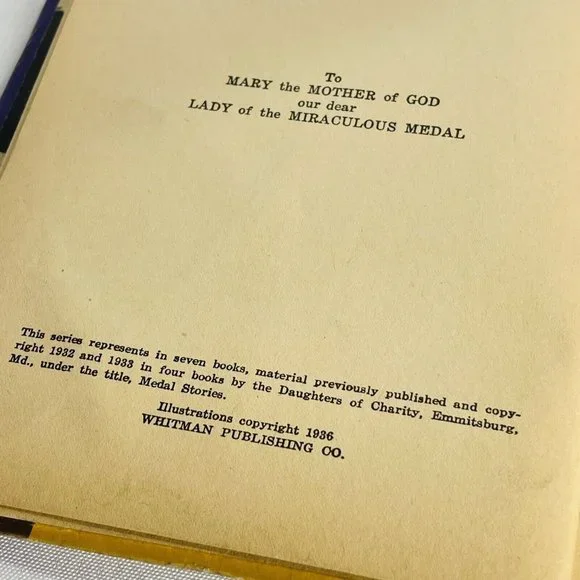 To
MARY the MOTHER of GOD
our dear
LADY of the MIRACULOUS MEDAL
This series represents in seven books, material previously published and copy-
right 1932 and 1933 in four books by the Daughters of Charity, Emmitsburg,
Md., under the title, Medal Stories.
Illustrations copyright 1936
WHITMAN PUBLISHING CO.